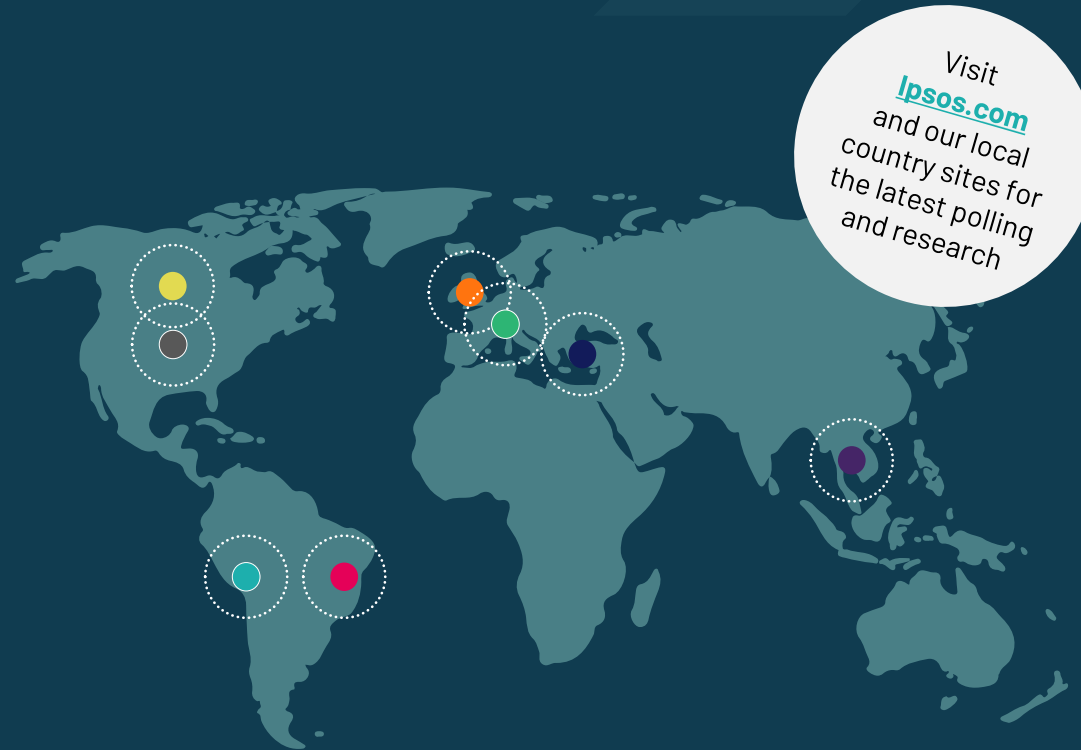 Visit
Ipsos.com
and our local
country sites for
the latest polling
and research